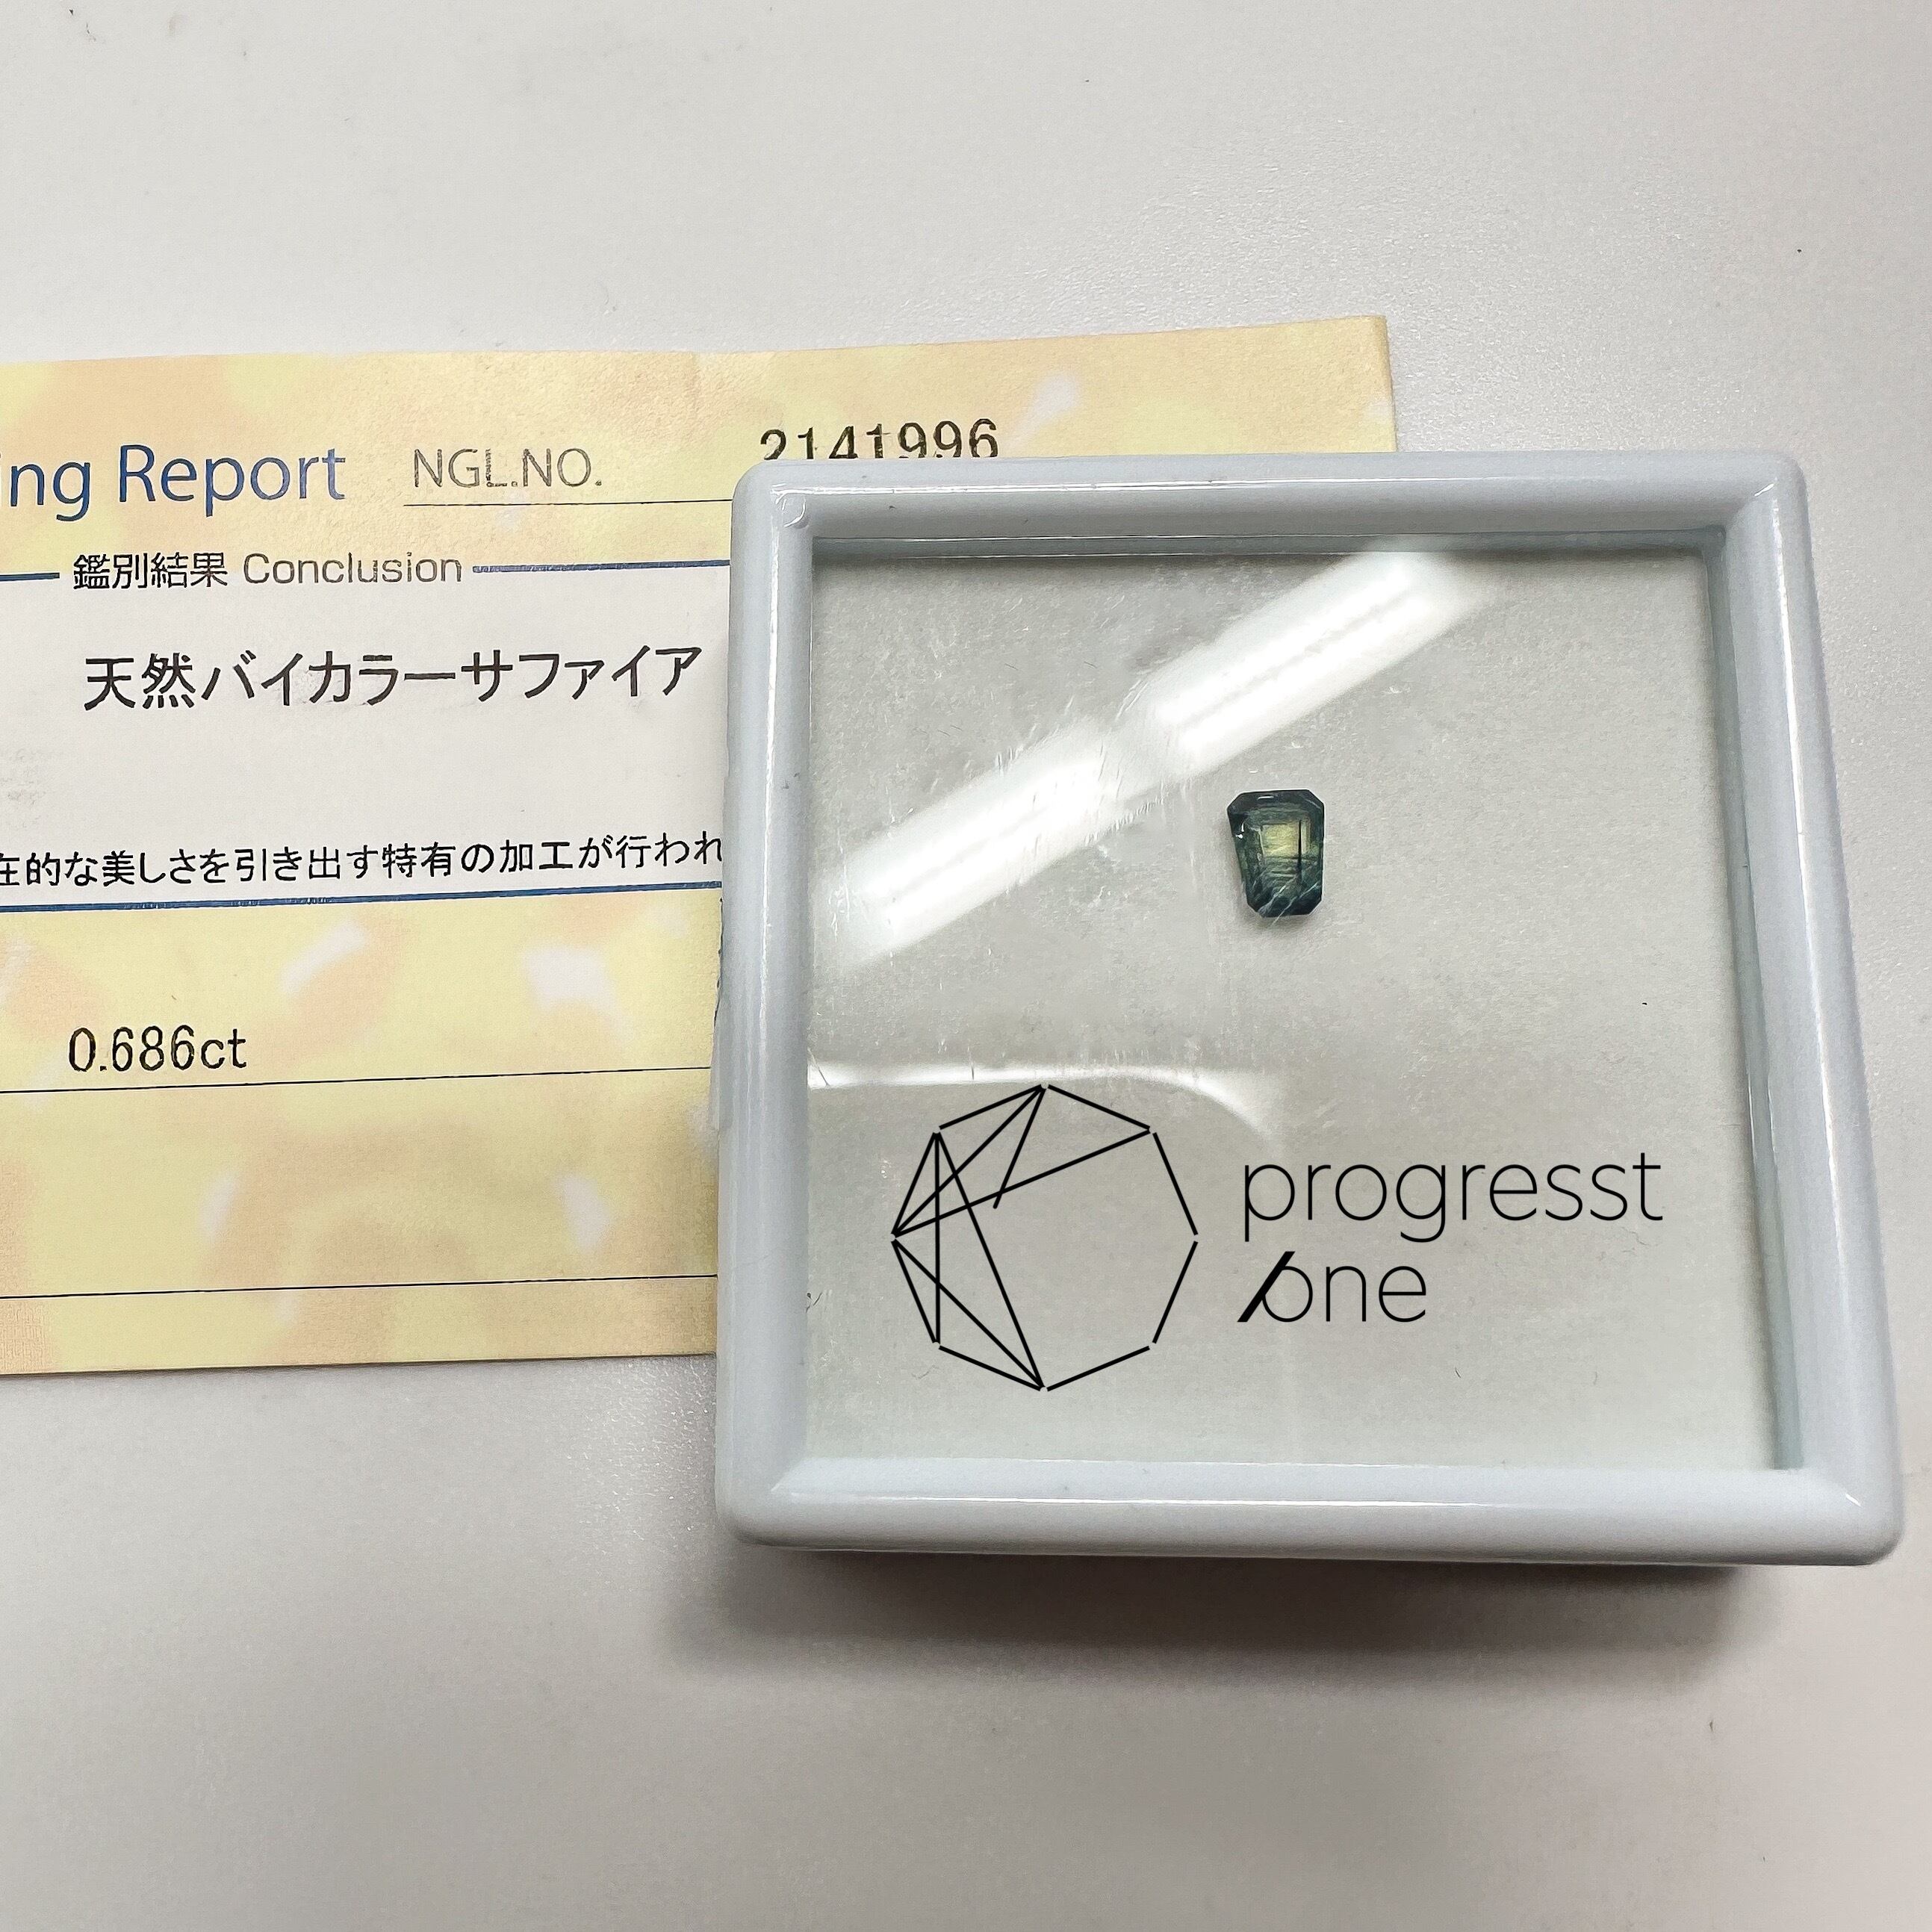 ing Report NGL.NO. 2141996
鑑別結果 Conclusion
天然バイカラーサファイア
在的な美しさを引き出す特有の加工が行われ
0.686ct
progresst
one